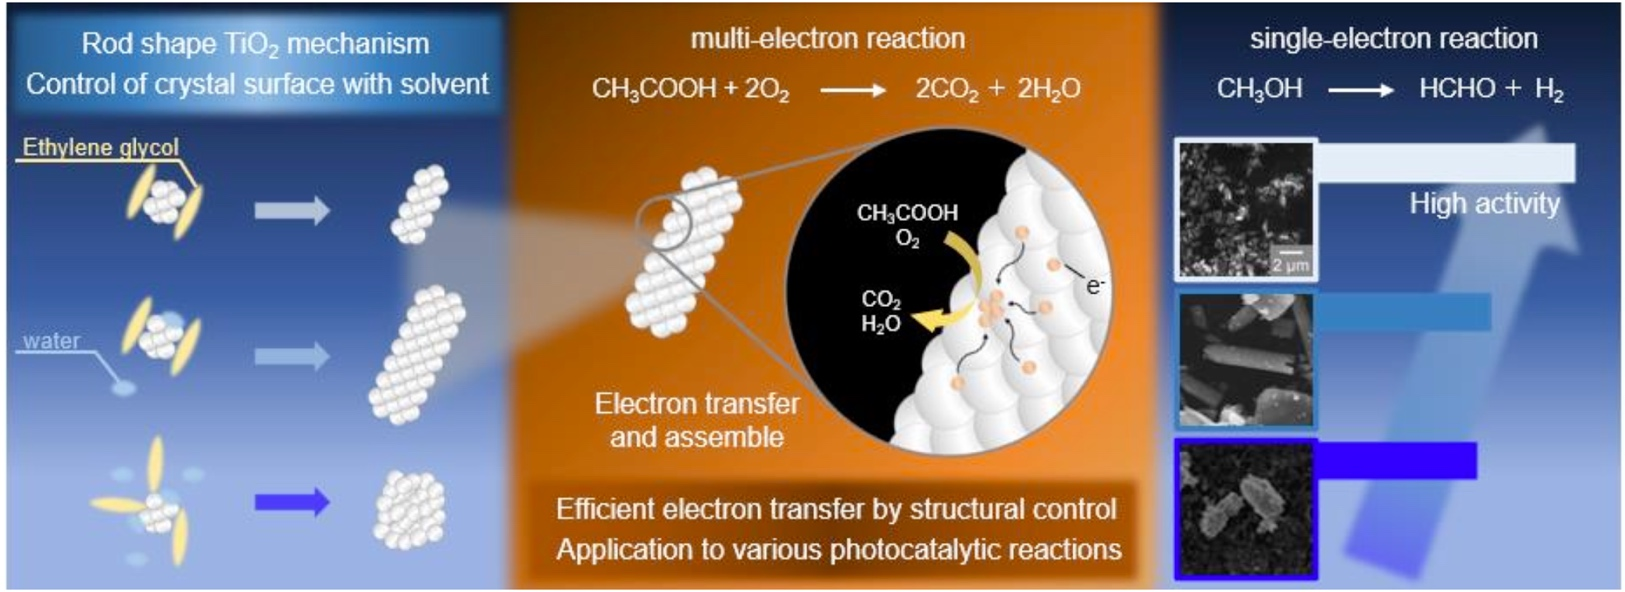 Rod shape TiO₂ mechanism
Control of crystal surface with solvent
Ethylene glycol
water
multi-electron reaction
CH₃COOH + 2O₂ → 2CO₂ + 2H₂O
CH₃COOH
O₂
CO₂
H₂O
e⁻
Electron transfer
and assemble
Efficient electron transfer by structural control
Application to various photocatalytic reactions
single-electron reaction
CH₃OH → HCHO + H₂
High activity
2 μm